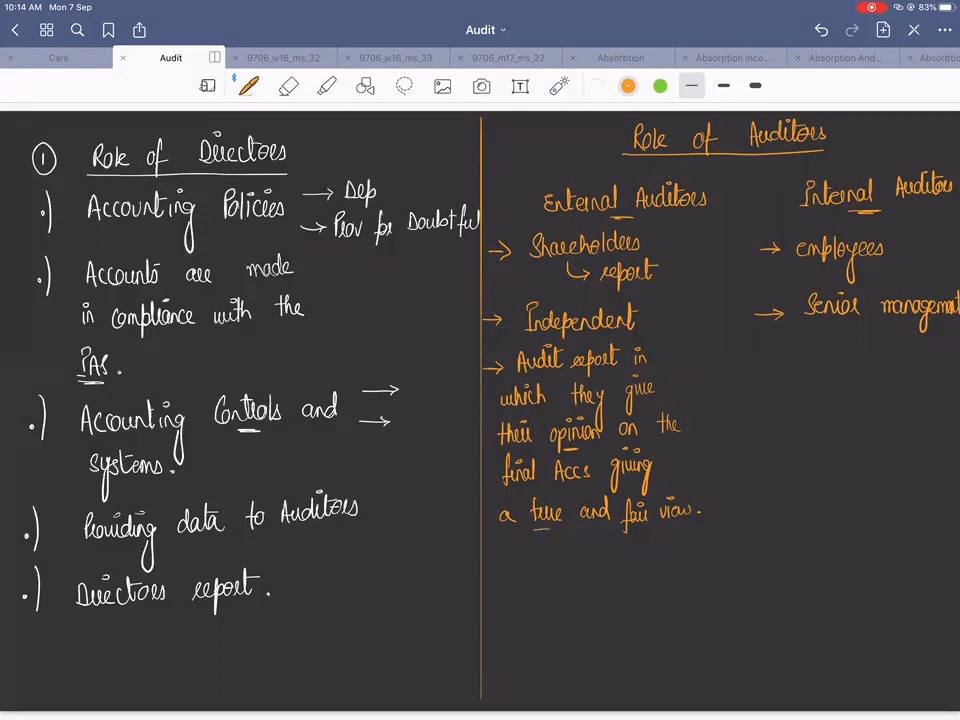 10:14 AM Mon 7 Sep
83%
Audit
Cars
Audit
9706_w16_ms_32
9706_w16_ms_33
9706_m17_ms_32
Absorbtion
Absorption inco...
Absorption And...
Absorbti
① Role of Directors
.) Accounting Policies → Dep
→ Prov for Doubtful
.) Accounts are made
in compliance with the
IAS.
.) Accounting Controls and →
→
systems.
.) Providing data to Auditors
.) Directors report.
Role of Auditors
External Auditors
→ Shareholders
↳ report
→ Independent
→ Audit report in
which they give
their opinion on the
final Accs giving
a true and fair view.
Internal Auditors
→ employees
→ Senior management